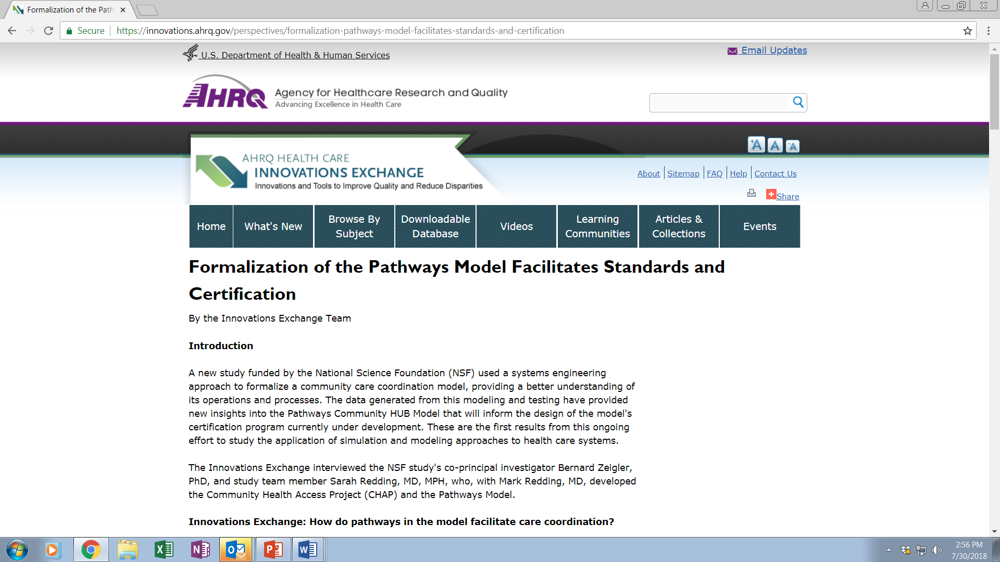 Formalization of the Path
Secure https://innovations.ahrq.gov/perspectives/formalization-pathways-model-facilitates-standards-and-certification
U.S. Department of Health & Human Services
Email Updates
AHRQ Agency for Healthcare Research and Quality
Advancing Excellence in Health Care
+A A -A
AHRQ HEALTH CARE
INNOVATIONS EXCHANGE
Innovations and Tools to Improve Quality and Reduce Disparities
About Sitemap FAQ Help Contact Us
Share
Home
What's New
Browse By
Subject
Downloadable
Database
Videos
Learning
Communities
Articles &
Collections
Events
Formalization of the Pathways Model Facilitates Standards and
Certification
By the Innovations Exchange Team
Introduction
A new study funded by the National Science Foundation (NSF) used a systems engineering
approach to formalize a community care coordination model, providing a better understanding of
its operations and processes. The data generated from this modeling and testing have provided
new insights into the Pathways Community HUB Model that will inform the design of the model's
certification program currently under development. These are the first results from this ongoing
effort to study the application of simulation and modeling approaches to health care systems.
The Innovations Exchange interviewed the NSF study's co-principal investigator Bernard Zeigler,
PhD, and study team member Sarah Redding, MD, MPH, who, with Mark Redding, MD, developed
the Community Health Access Project (CHAP) and the Pathways Model.
Innovations Exchange: How do pathways in the model facilitate care coordination?
2:56 PM
7/30/2018